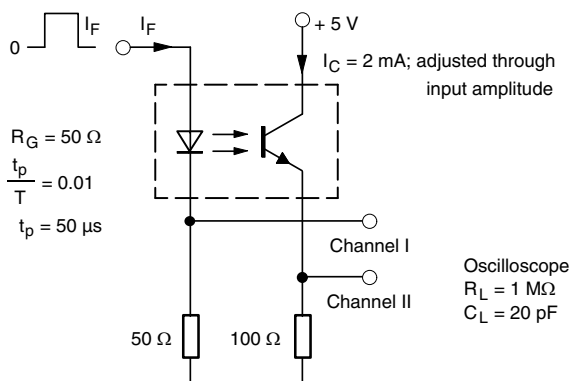 0
I_F
I_F
+ 5 V
I_C = 2 mA; adjusted through
input amplitude
R_G = 50 Ω
t_p
T
= 0.01
t_p = 50 µs
Channel I
Channel II
50 Ω
100 Ω
Oscilloscope
R_L = 1 MΩ
C_L = 20 pF